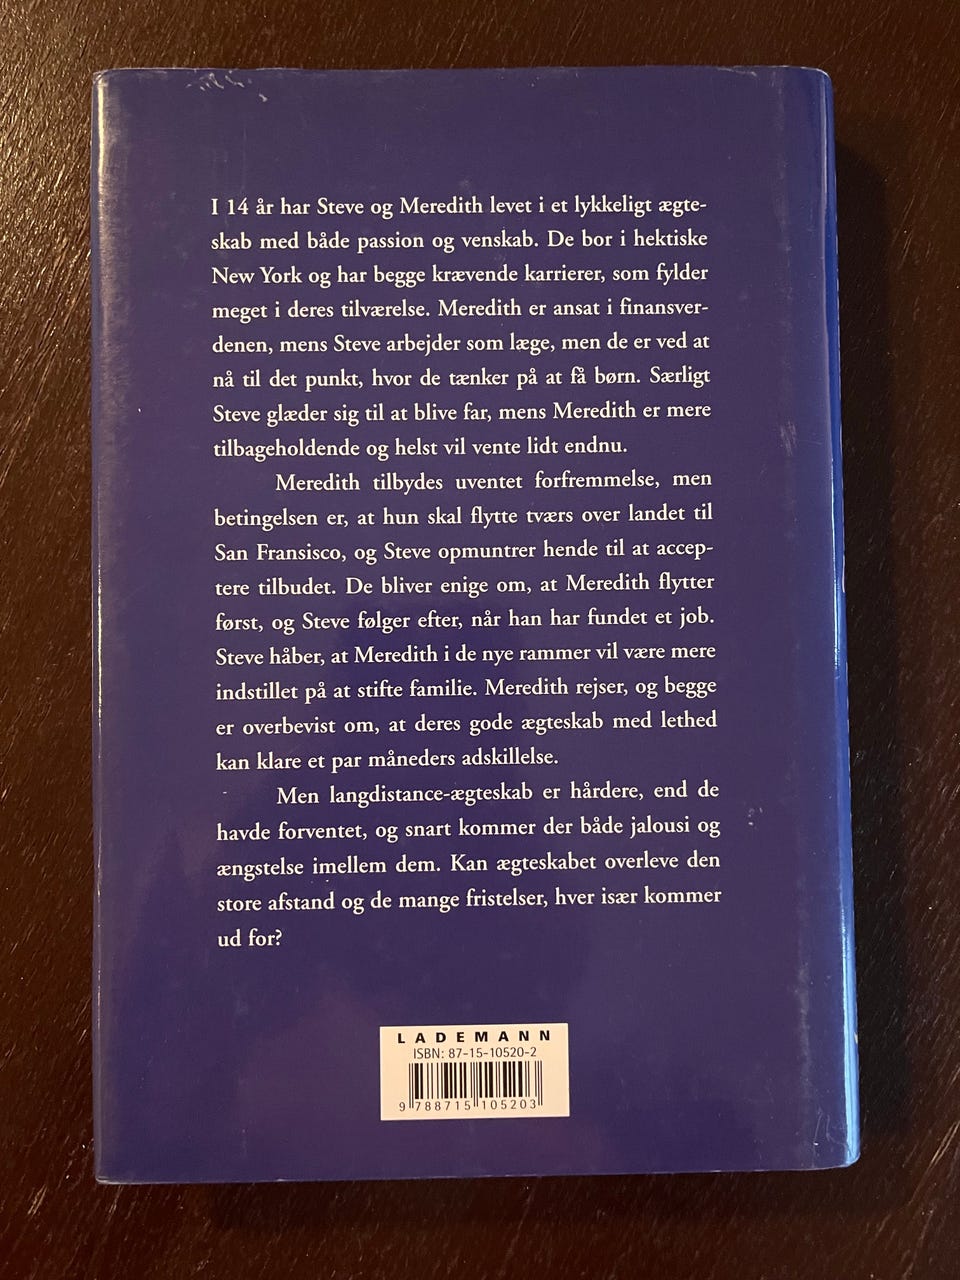 I 14 år har Steve og Meredith levet i et lykkeligt ægte-
skab med både passion og venskab. De bor i hektiske
New York og har begge krævende karrierer, som fylder
meget i deres tilværelse. Meredith er ansat i finansver-
denen, mens Steve arbejder som læge, men de er ved at
nå til det punkt, hvor de tænker på at få børn. Særligt
Steve glæder sig til at blive far, mens Meredith er mere
tilbageholdende og helst vil vente lidt endnu.
Meredith tilbydes uventet forfremmelse, men
betingelsen er, at hun skal flytte tværs over landet til
San Fransisco, og Steve opmuntrer hende til at accep-
tere tilbudet. De bliver enige om, at Meredith flytter
først, og Steve følger efter, når han har fundet et job.
Steve håber, at Meredith i de nye rammer vil være mere
indstillet på at stifte familie. Meredith rejser, og begge
er overbevist om, at deres gode ægteskab med lethed
kan klare et par måneders adskillelse.
Men langdistance-ægteskab er hårdere, end de
havde forventet, og snart kommer der både jalousi og
ængstelse imellem dem. Kan ægteskabet overleve den
store afstand og de mange fristelser, hver især kommer
ud for?
LADEMANN
ISBN: 87-15-10520-2
9 788715 105203